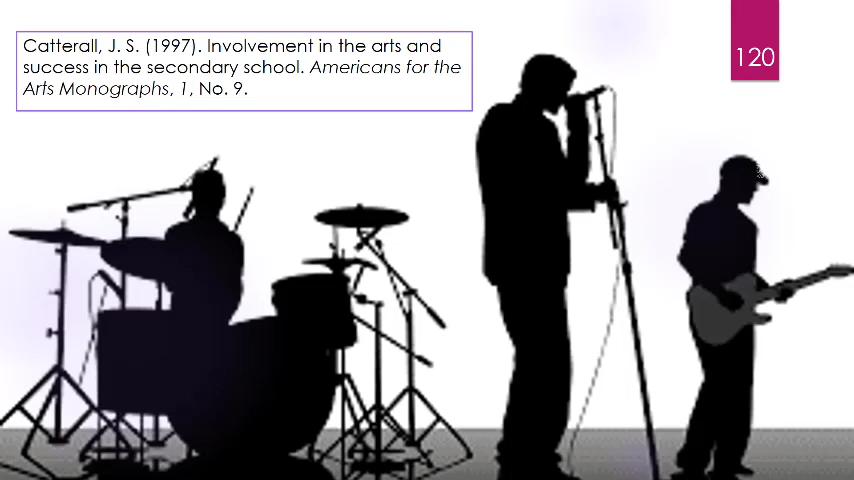 Catterall, J. S. (1997). Involvement in the arts and
success in the secondary school. Americans for the
Arts Monographs, 1, No. 9.
120